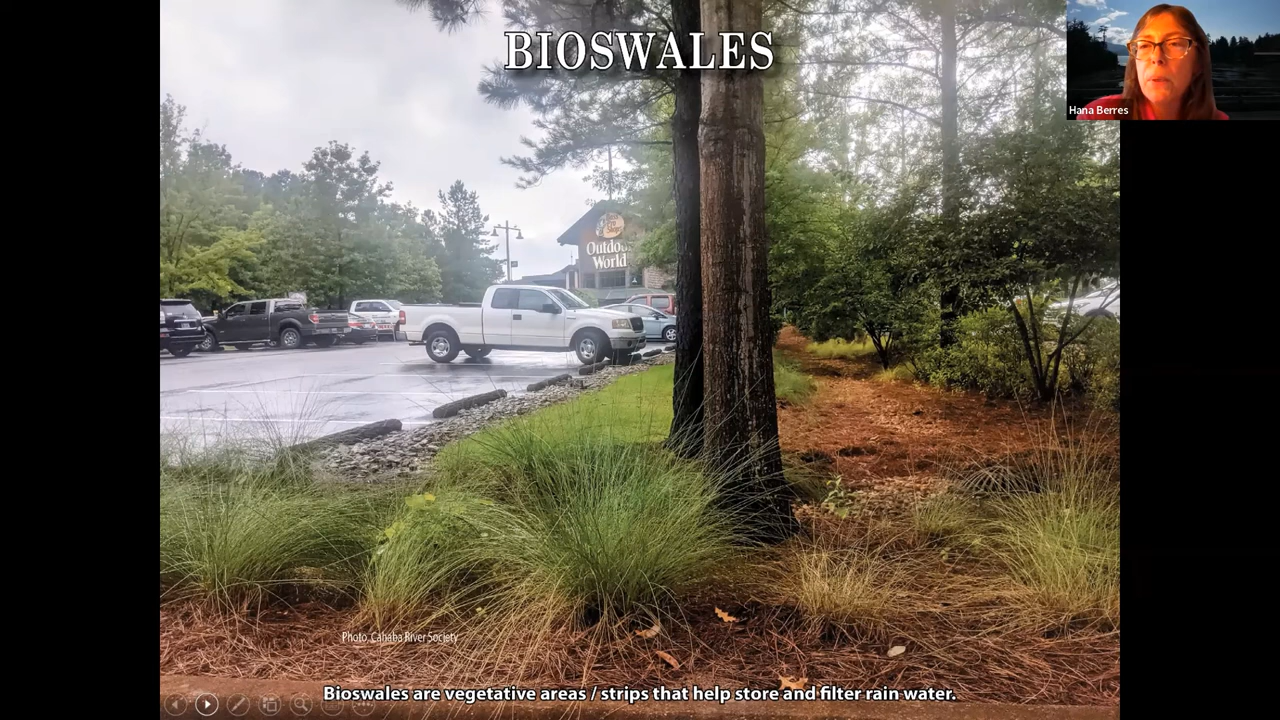 BIOSWALES
Hana Berres
Outdoor
World
Photo, Cahaba River Society
Bioswales are vegetative areas / strips that help store and filter rain water.